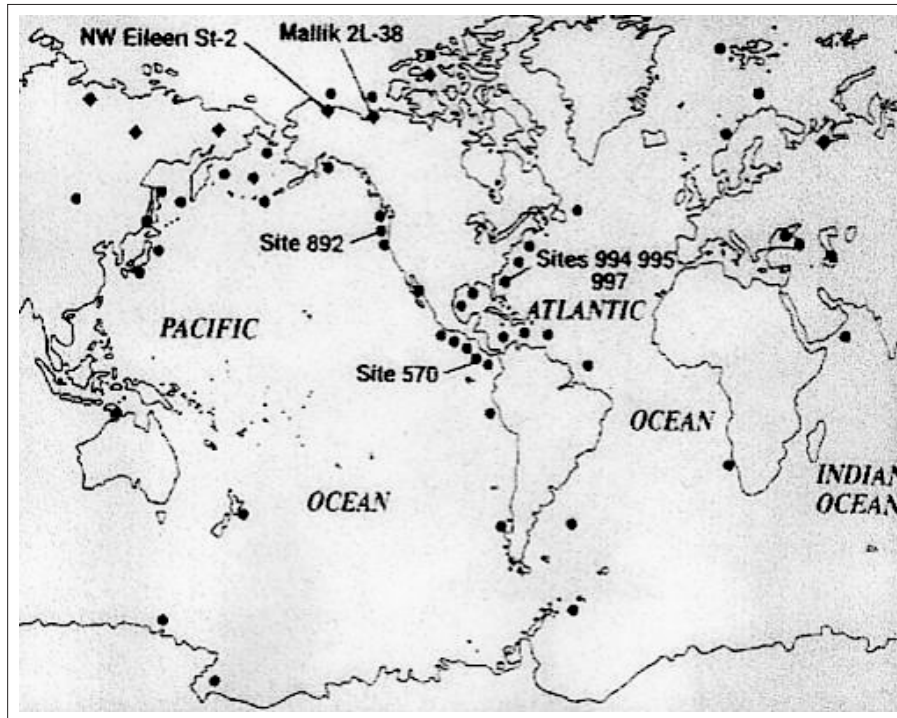 NW Eileen St-2
Mallik 2L-38
Site 892
Sites 994 995
997
ATLANTIC
PACIFIC
Site 570
OCEAN
OCEAN
INDIAN
OCEAN